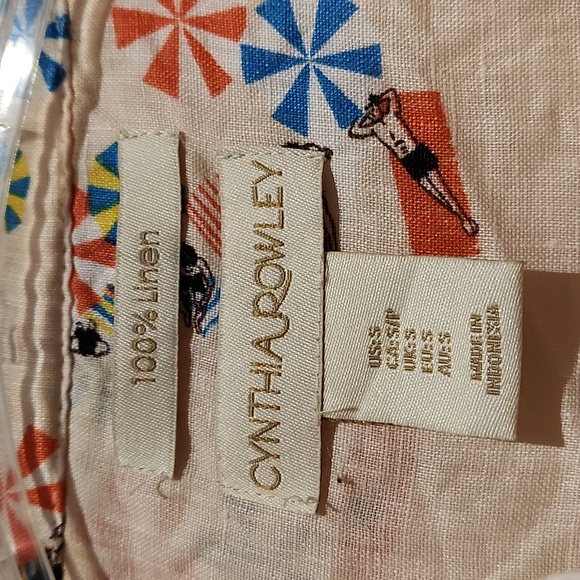 100% Linen
CYNTHIA ROWLEY
US:S
CA:S/P
UK:S
EU:S
AU:S
MADE IN
INDONESIA